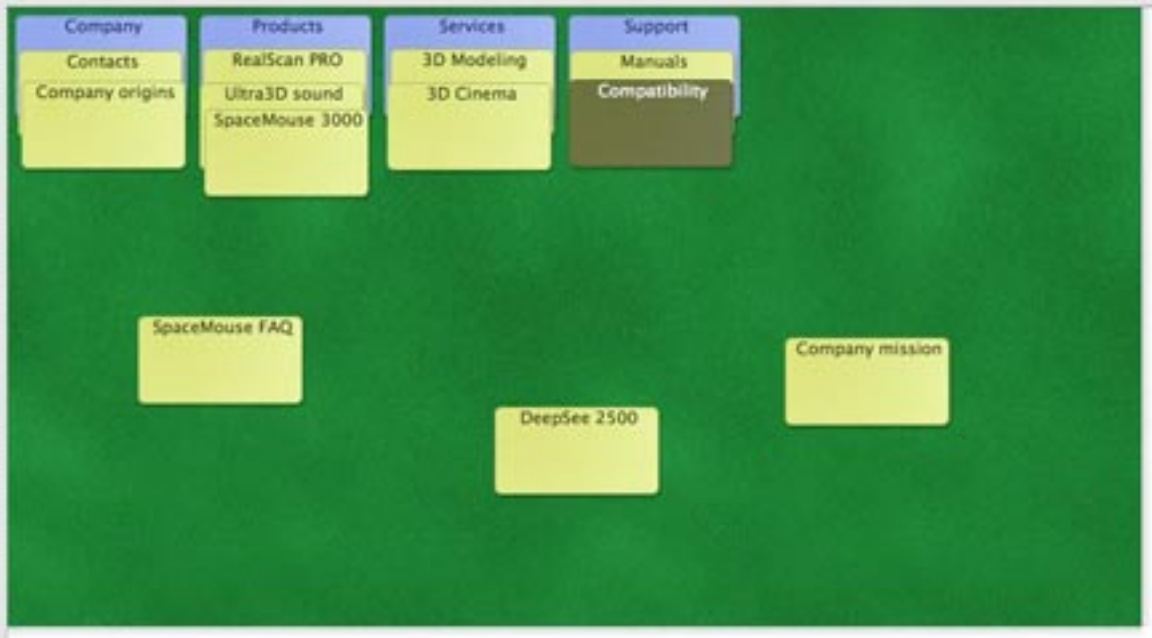 Company
Contacts
Company origins
Products
RealScan PRO
Ultra3D sound
SpaceMouse 3000
Services
3D Modeling
3D Cinema
Support
Manuals
Compatibility
SpaceMouse FAQ
DeepSee 2500
Company mission